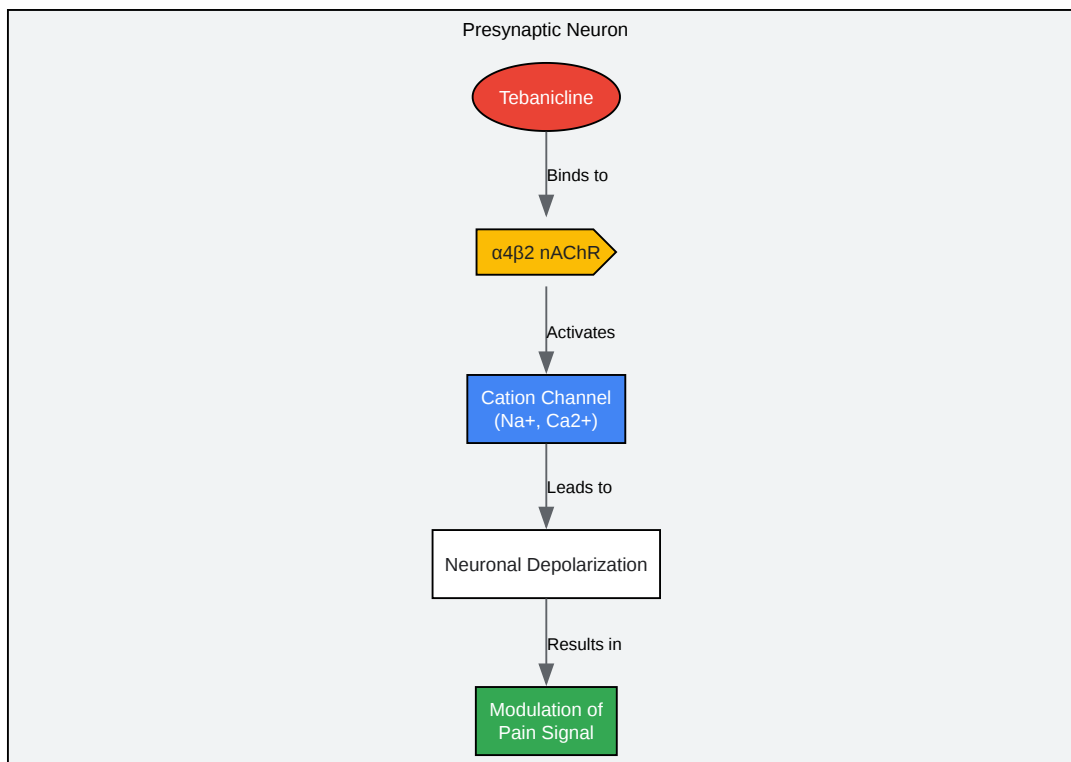 Presynaptic Neuron
Tebanicline
Binds to
α4β2 nAChR
Activates
Cation Channel
(Na+, Ca2+)
Leads to
Neuronal Depolarization
Results in
Modulation of
Pain Signal